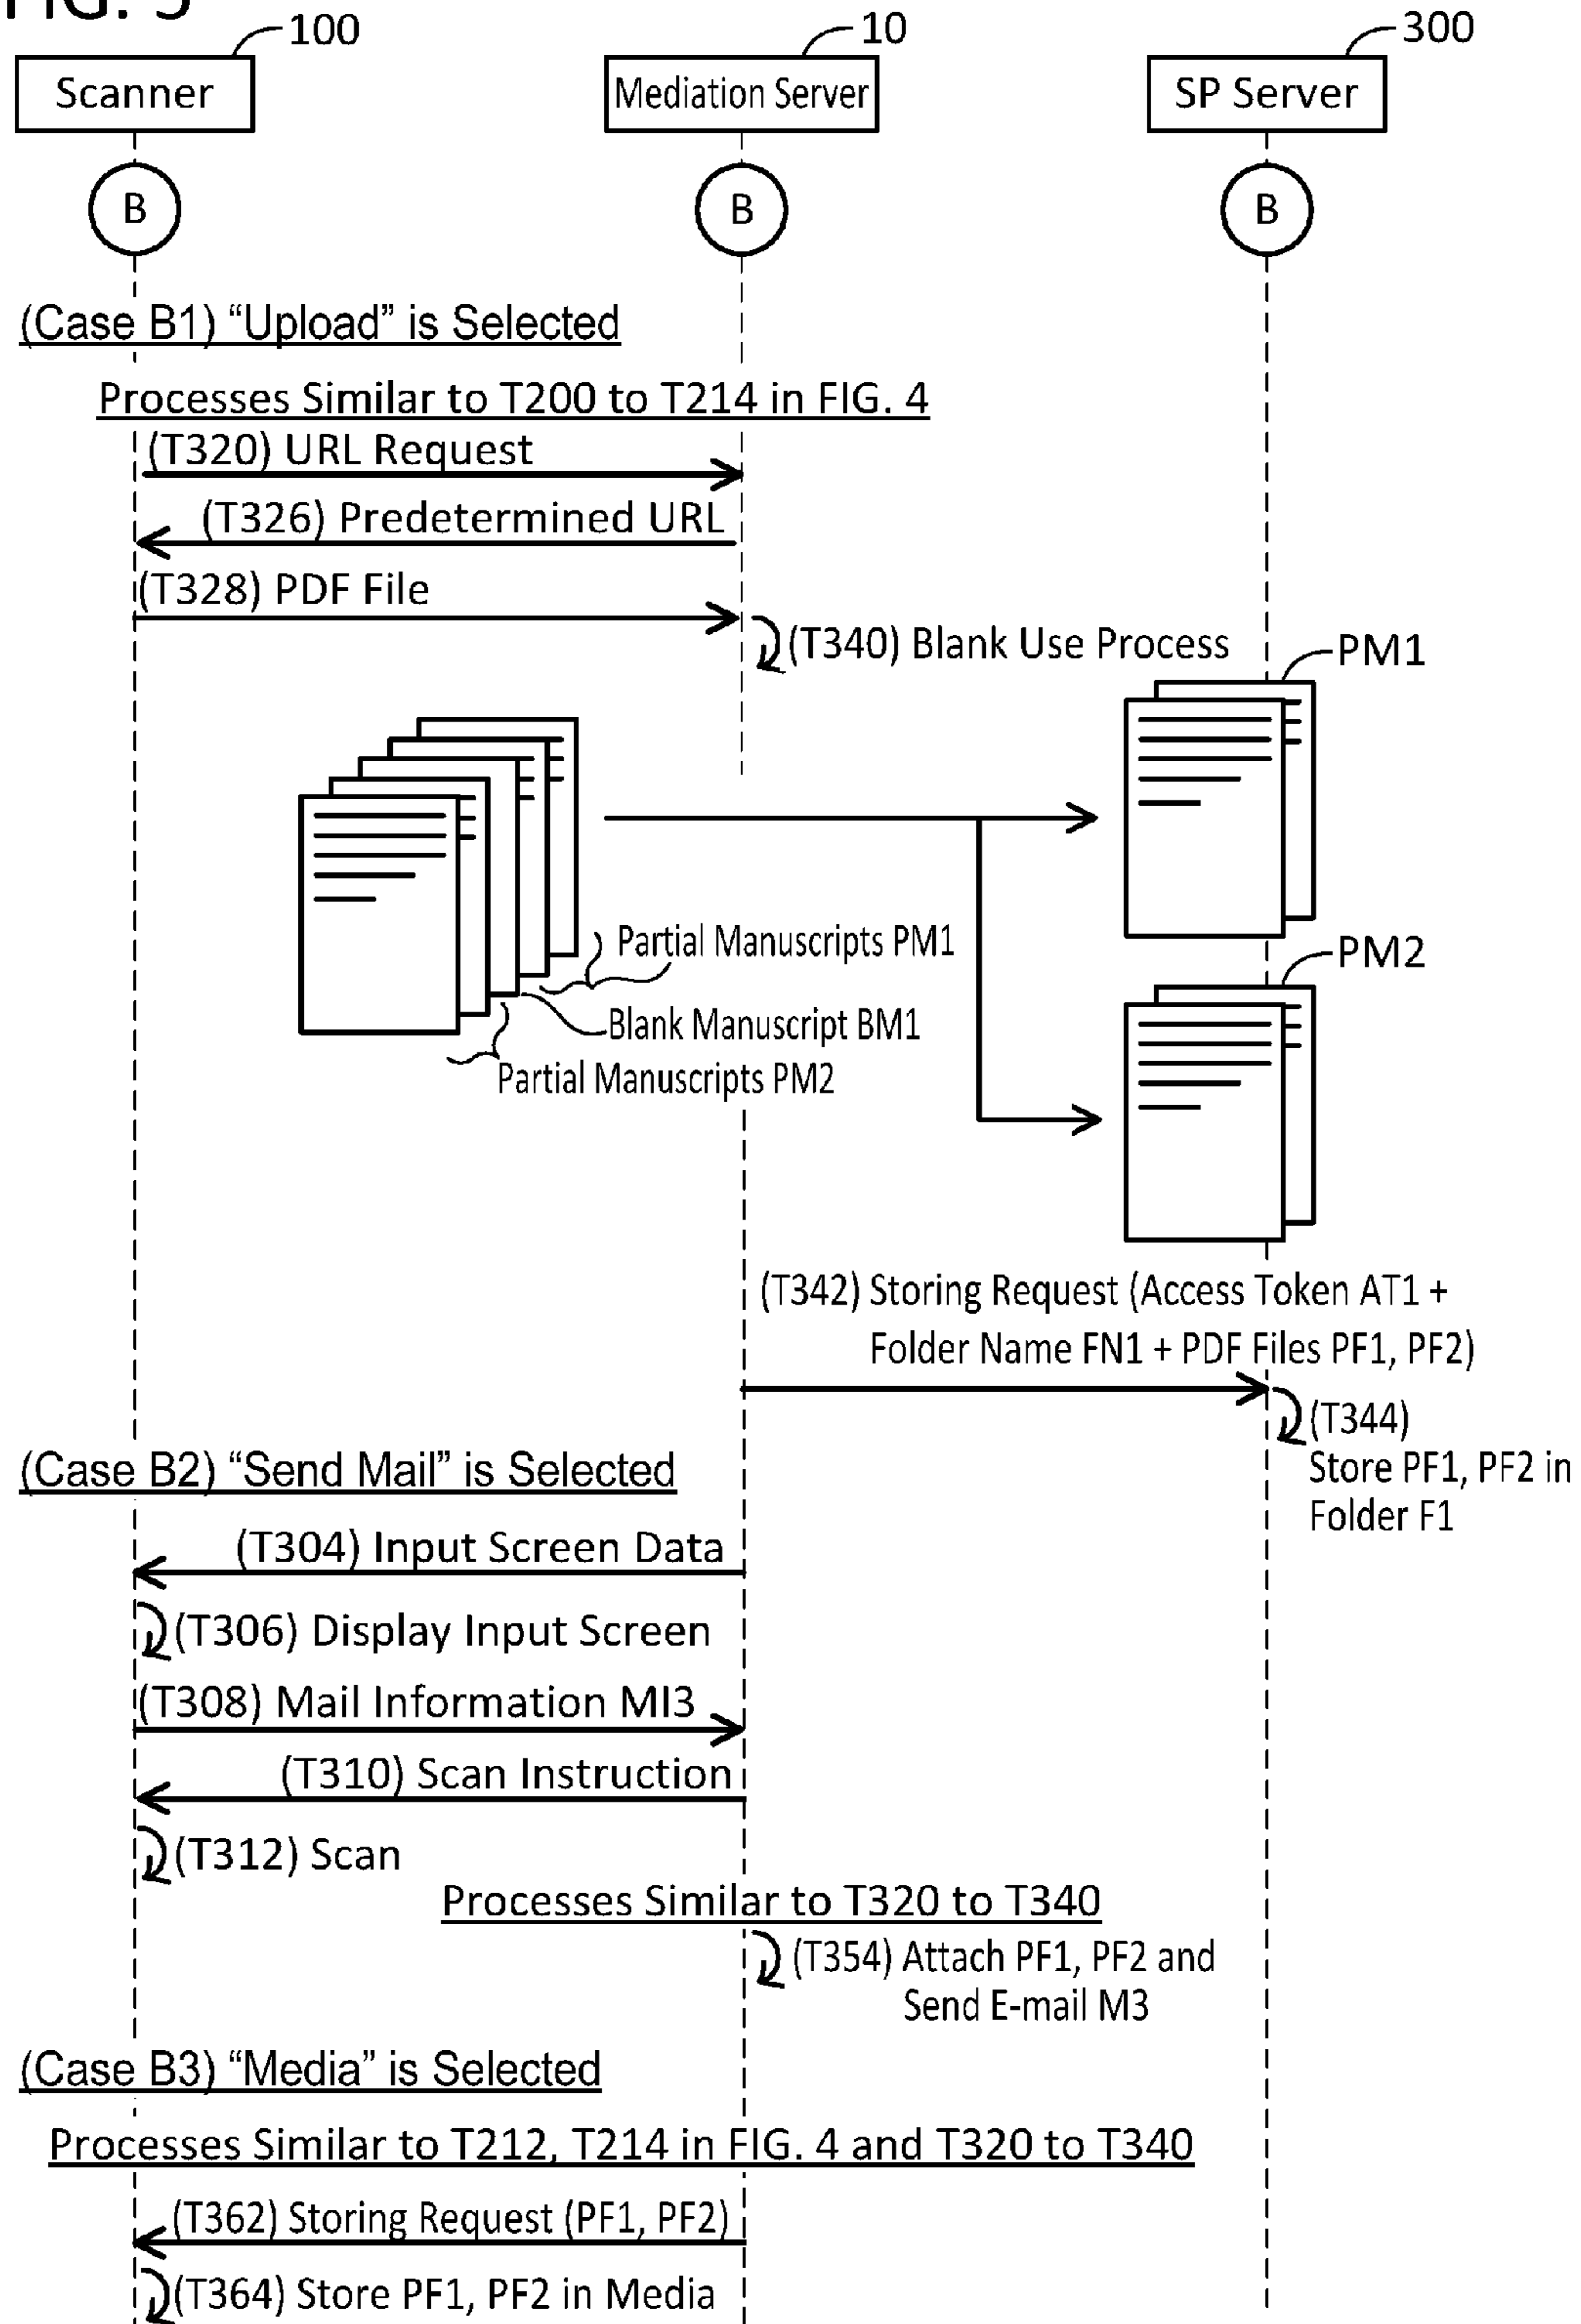 FIG.
100
10
300
Scanner
Mediation Server
SP Server
B
B
B
(Case B1) “Upload” is Selected
Processes Similar to T200 to T214 in FIG. 4
(T320) URL Request
(T326) Predetermined URL
(T328) PDF File
(T340) Blank Use Process
PM1
Partial Manuscripts PM1
PM2
Blank Manuscript BM1
Partial Manuscripts PM2
(T342) Storing Request (Access Token AT1 +
Folder Name FN1 + PDF Files PF1, PF2)
(T344)
Store PF1, PF2 in
Folder F1
(Case B2) “Send Mail” is Selected
(T304) Input Screen Data
(T306) Display Input Screen
(T308) Mail Information MI3
(T310) Scan Instruction
(T312) Scan
Processes Similar to T320 to T340
(T354) Attach PF1, PF2 and
Send E-mail M3
(Case B3) “Media” is Selected
Processes Similar to T212, T214 in FIG. 4 and T320 to T340
(T362) Storing Request (PF1, PF2)
(T364) Store PF1, PF2 in Media